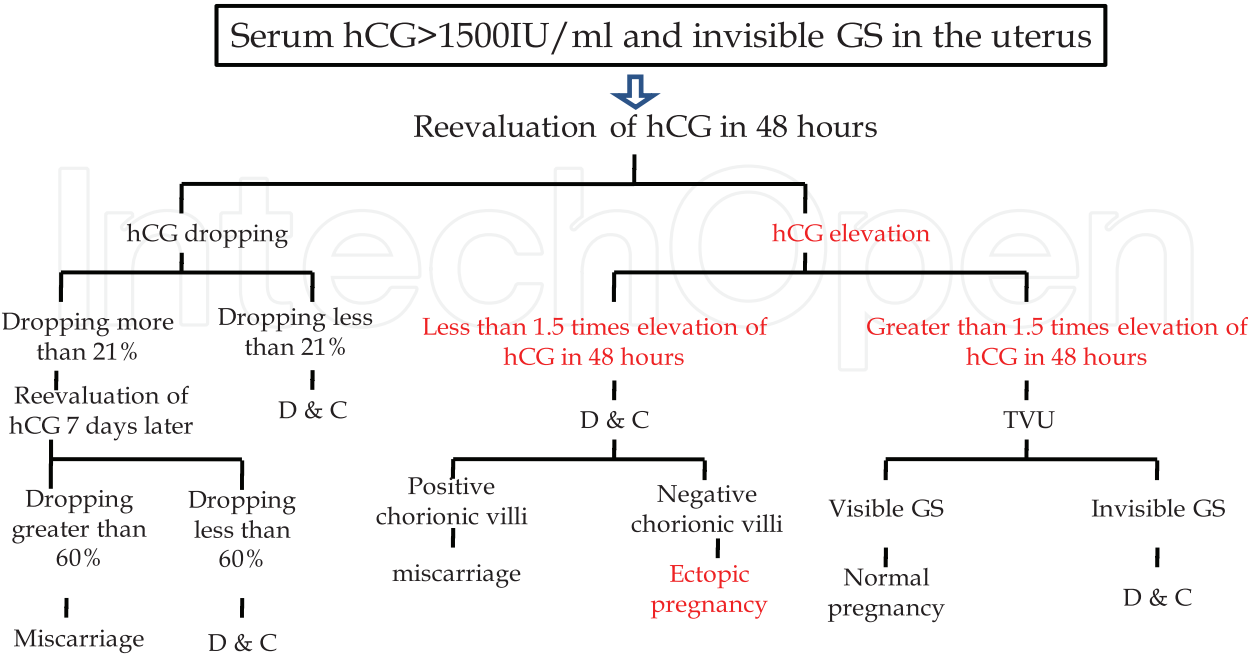 Serum hCG>1500IU/ml and invisible GS in the uterus
Reevaluation of hCG in 48 hours
hCG dropping
hCG elevation
Dropping more
than 21%
Dropping less
than 21%
Less than 1.5 times elevation of
hCG in 48 hours
Greater than 1.5 times elevation of
hCG in 48 hours
Reevaluation of
hCG 7 days later
D & C
D & C
TVU
Dropping
greater than
60%
Dropping
less than
60%
Positive
chorionic villi
Negative
chorionic villi
Visible GS
Invisible GS
Miscarriage
D & C
miscarriage
Ectopic
pregnancy
Normal
pregnancy
D & C
IntechOpen